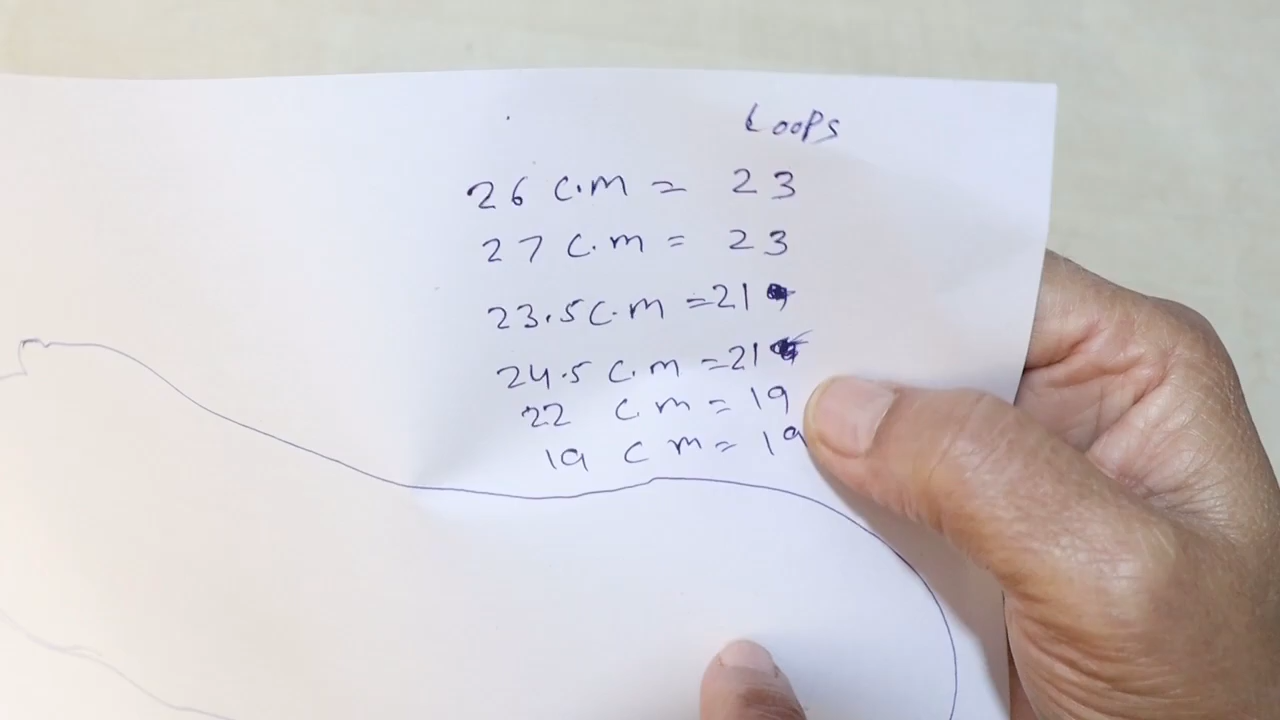 Loops
26 C.m = 23
27 C.m = 23
23.5 C.m = 21
24.5 C.m = 21
22 C m = 19
19 C m = 19